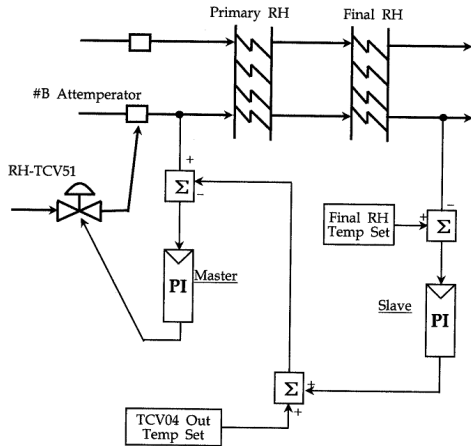 Primary RH
Final RH
#B Attemperator
RH-TCV51
+
Σ
−
−
Final RH
Temp Set
+
Σ
PI
Master
Slave
PI
Σ
+
+
TCV04 Out
Temp Set